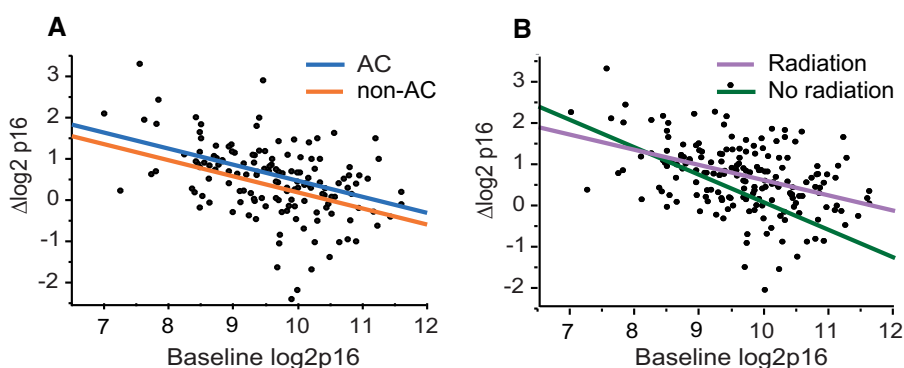 A
Δlog2 p16
3
2
1
0
-1
-2
AC
non-AC
7 8 9 10 11 12
Baseline log2p16
B
Δlog2 p16
3
2
1
0
-1
-2
Radiation
No radiation
7 8 9 10 11 12
Baseline log2p16